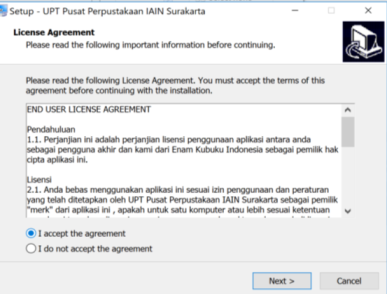 Setup - UPT Pusat Perpustakaan IAIN Surakarta
License Agreement
Please read the following important information before continuing.
Please read the following License Agreement. You must accept the terms of this
agreement before continuing with the installation.
END USER LICENSE AGREEMENT
Pendahuluan
1.1. Perjanjian ini adalah perjanjian lisensi penggunaan aplikasi antara anda
sebagai pengguna akhir dan kami dari Enam Kubuku Indonesia sebagai pemilik hak
cipta aplikasi ini.
Lisensi
2.1. Anda bebas menggunakan aplikasi ini sesuai izin penggunaan dan peraturan
yang telah ditetapkan oleh UPT Pusat Perpustakaan IAIN Surakarta sebagai pemilik
"merk" dari aplikasi ini , apakah untuk satu komputer atau lebih sesuai ketentuan
I accept the agreement
I do not accept the agreement
Next >
Cancel